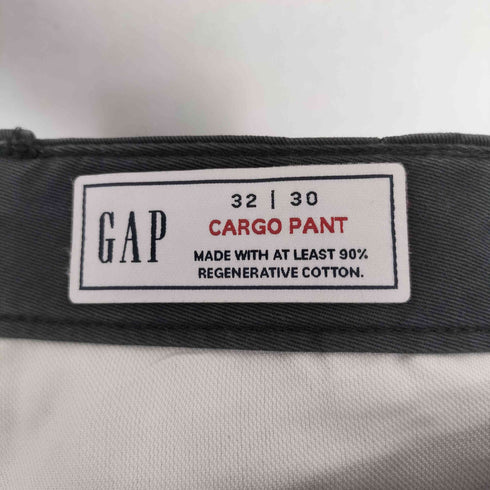 GAP
32 | 30
CARGO PANT
MADE WITH AT LEAST 90%
REGENERATIVE COTTON.